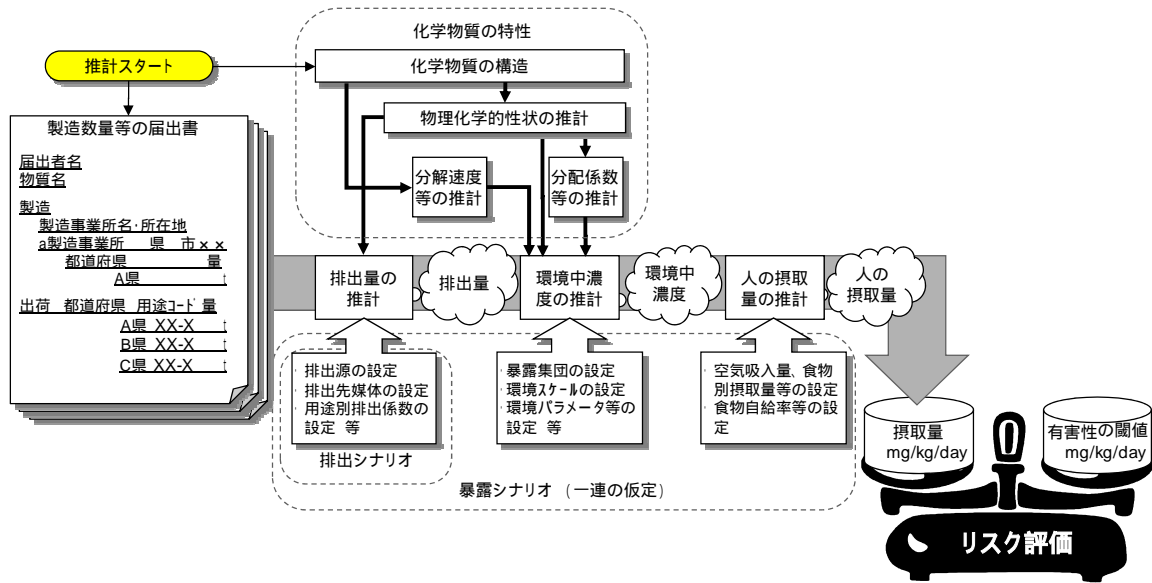 化学物質の特性
推計スタート
化学物質の構造
物理化学的性状の推計
分解速度
等の推計
分配係数
等の推計
製造数量等の届出書
届出者名
物質名
製造
製造事業所名・所在地
a製造事業所 県 市××
都道府県 量
A県 t
出荷 都道府県 用途コード 量
A県 XX-X t
B県 XX-X t
C県 XX-X t
排出量の
推計
排出量
環境中濃
度の推計
環境中
濃度
人の摂取
量の推計
人の
摂取量
排出源の設定
排出先媒体の設定
用途別排出係数の
設定 等
排出シナリオ
暴露集団の設定
環境スケールの設定
環境パラメータ等の
設定 等
空気吸入量、食物
別摂取量等の設定
食物自給率等の設
定
暴露シナリオ (一連の仮定)
摂取量
mg/kg/day
有害性の閾値
mg/kg/day
リスク評価